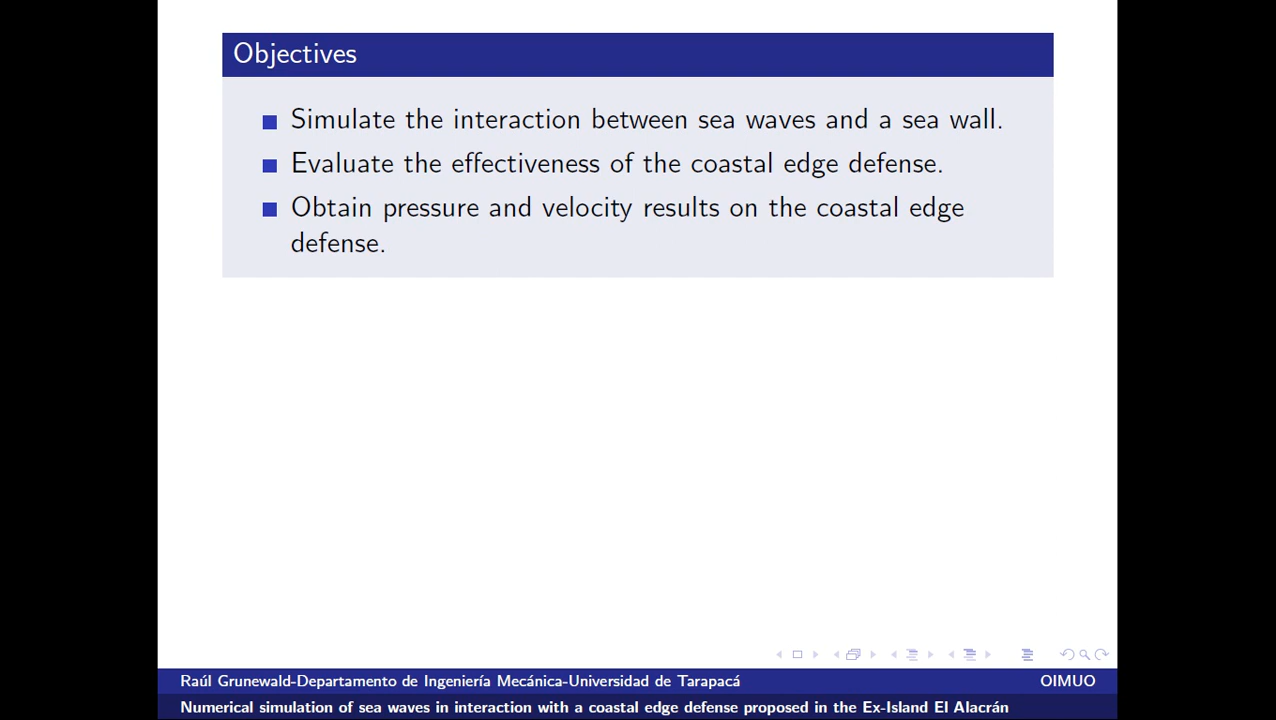 Objectives
Simulate the interaction between sea waves and a sea wall.
Evaluate the effectiveness of the coastal edge defense.
Obtain pressure and velocity results on the coastal edge
defense.
Raúl Grunewald-Departamento de Ingeniería Mecánica-Universidad de Tarapacá OIMUO
Numerical simulation of sea waves in interaction with a coastal edge defense proposed in the Ex-Island El Alacrán